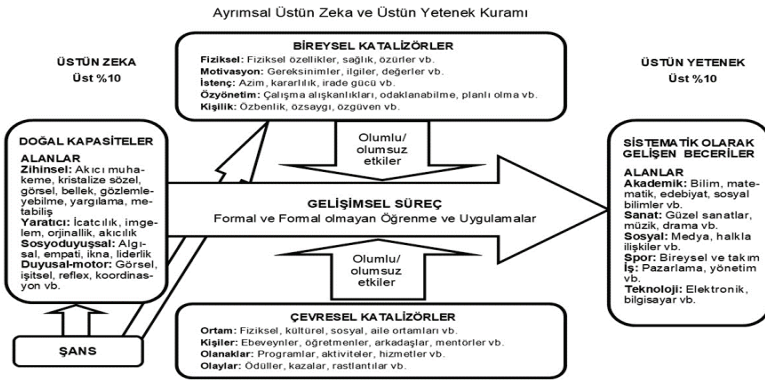 Ayrımsal Üstün Zeka ve Üstün Yetenek Kuramı
ÜSTÜN ZEKA
Üst %10
BİREYSEL KATALİZÖRLER
Fiziksel: Fiziksel özellikler, sağlık, özürler vb.
Motivasyon: Gereksinimler, ilgiler, değerler vb.
İstenç: Azim, kararlılık, irade gücü vb.
Özyönetim: Çalışma alışkanlıkları, odaklanabilme, planlı olma vb.
Kişilik: Özbenlik, özsaygı, özgüven vb.
ÜSTÜN YETENEK
Üst %10
DOĞAL KAPASİTELER
ALANLAR
Zihinsel: Akıcı muha-
keme, kristalize sözel,
görsel, bellek, gözlemle-
yebilme, yargılama, me-
tabiliş
Yaratıcı: İcatcılık, imge-
lem, orjinallik, akıcılık
Sosyoduyuşsal: Algı-
sal, empati, ikna, liderlik
Duyusal-motor: Görsel,
işitsel, reflex, koordinas-
yon vb.
Olumlu/
olumsuz
etkiler
GELİŞİMSEL SÜREÇ
Formal ve Formal olmayan Öğrenme ve Uygulamalar
Olumlu/
olumsuz
etkiler
SİSTEMATİK OLARAK
GELİŞEN BECERİLER
ALANLAR
Akademik: Bilim, mate-
matik, edebiyat, sosyal
bilimler vb.
Sanat: Güzel sanatlar,
müzik, drama vb.
Sosyal: Medya, halkla
ilişkiler vb.
Spor: Bireysel ve takım
İş: Pazarlama, yönetim
vb.
Teknoloji: Elektronik,
bilgisayar vb.
ÇEVRESEL KATALİZÖRLER
Ortam: Fiziksel, kültürel, sosyal, aile ortamları vb.
Kişiler: Ebeveynler, öğretmenler, arkadaşlar, mentörler vb.
Olanaklar: Programlar, aktiviteler, hizmetler vb.
Olaylar: Ödüller, kazalar, rastlantılar vb.
ŞANS